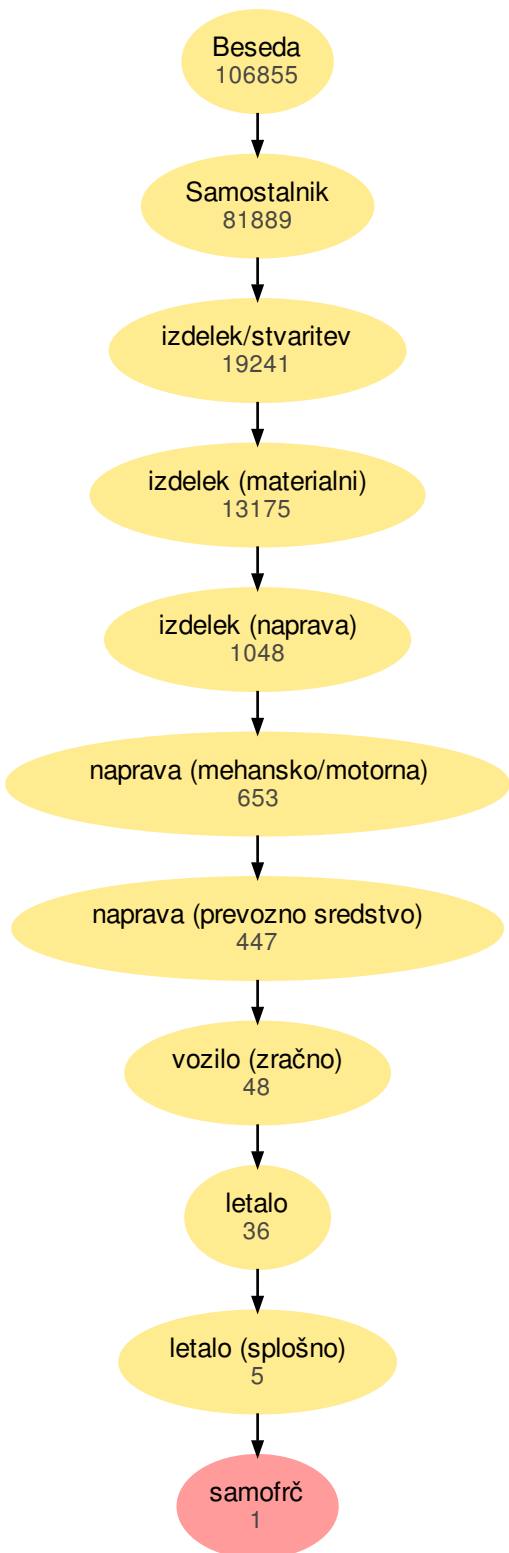 Beseda
106855
Samostalnik
81889
izdelek/stvaritev
19241
izdelek (materialni)
13175
izdelek (naprava)
1048
naprava (mehansko/motorna)
653
naprava (prevozno sredstvo)
447
vozilo (zračno)
48
letalo
36
letalo (splošno)
5
samofrč
1